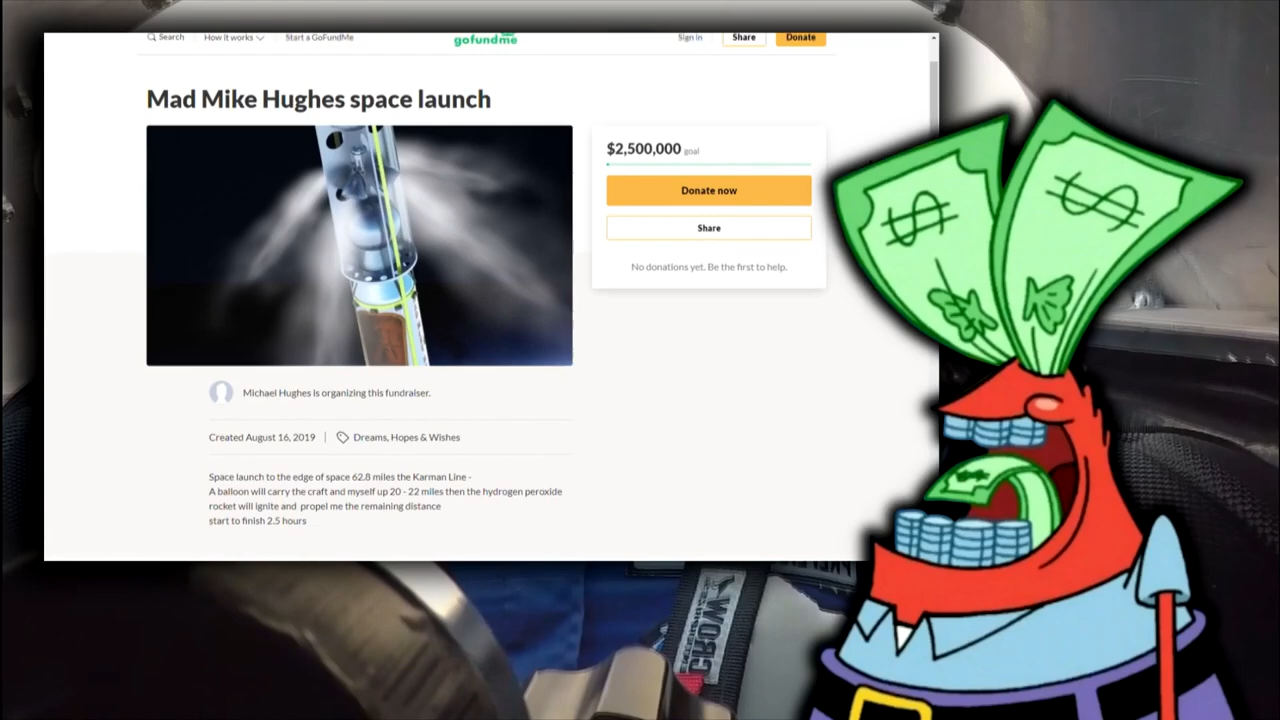 Search How it works Start a GoFundMe gofundme Sign in Share Donate
Mad Mike Hughes space launch
$2,500,000 goal
Donate now
Share
No donations yet. Be the first to help.
Michael Hughes is organizing this fundraiser.
Created August 16, 2019 | Dreams, Hopes & Wishes
Space launch to the edge of space 62.8 miles the Karman Line -
A balloon will carry the craft and myself up 20 - 22 miles then the hydrogen peroxide
rocket will ignite and propel me the remaining distance
start to finish 2.5 hours
CROW